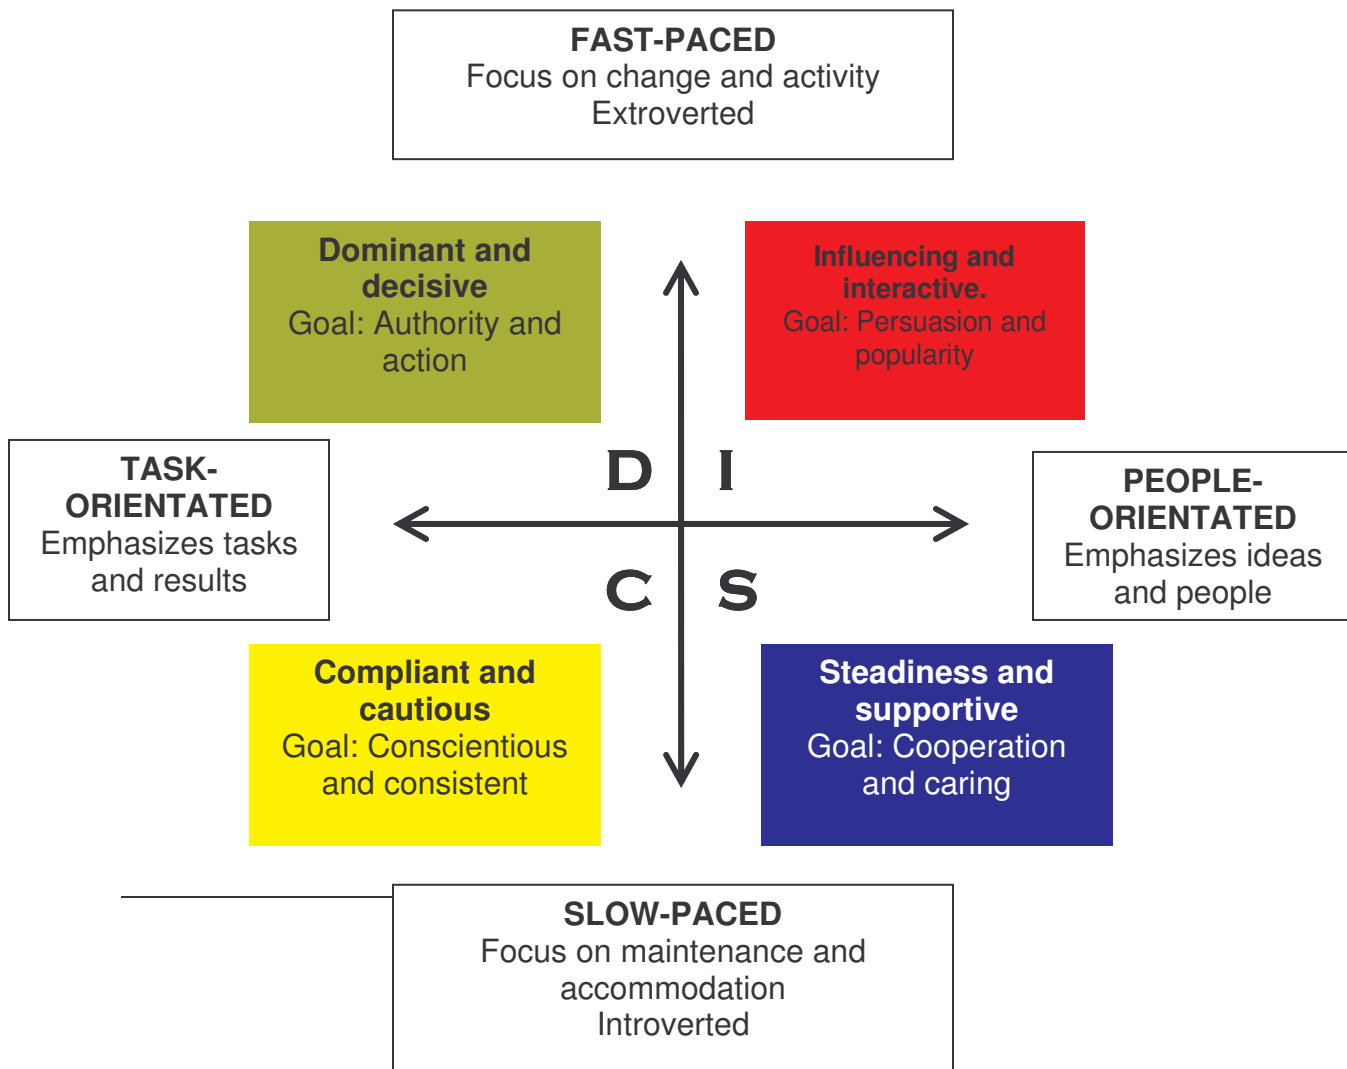 FAST-PACED
Focus on change and activity
Extroverted
Dominant and
decisive
Goal: Authority and
action
Influencing and
interactive.
Goal: Persuasion and
popularity
TASK-
ORIENTATED
Emphasizes tasks
and results
D I
PEOPLE-
ORIENTATED
Emphasizes ideas
and people
C S
Compliant and
cautious
Goal: Conscientious
and consistent
Steadiness and
supportive
Goal: Cooperation
and caring
SLOW-PACED
Focus on maintenance and
accommodation
Introverted